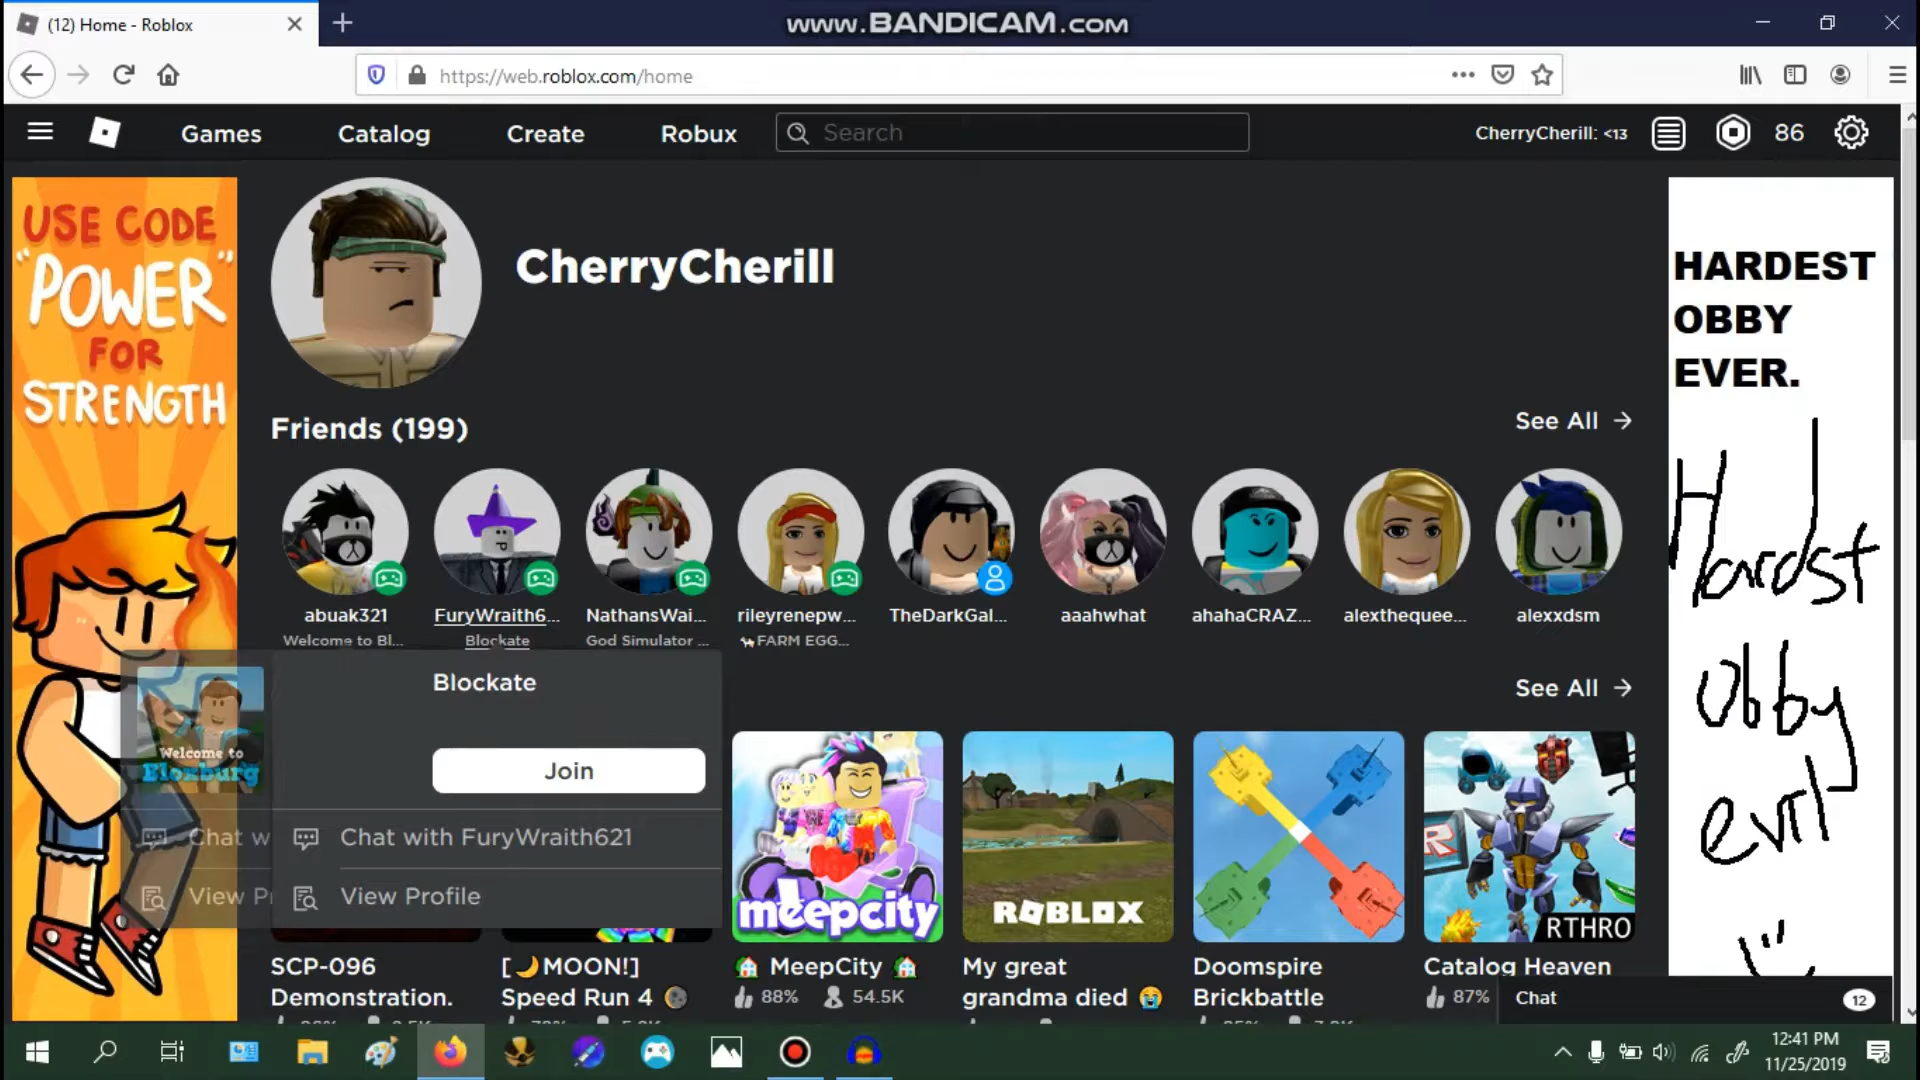 (12) Home - Roblox
www.BANDICAM.com
https://web.roblox.com/home
Games Catalog Create Robux Search CherryCherill: <13 86
USE CODE
"POWER"
FOR
STRENGTH
CherryCherill
HARDEST
OBBY
EVER.
Hardst
obby
evr
Friends (199)
See All →
abuak321 FuryWraith6... NathansWai... rileyrenepw... TheDarkGal... aaahwhat ahahaCRAZ... alexthequee... alexxdsm
Welcome to Bl... Blockate God Simulator ... FARM EGG...
Blockate
See All →
Welcome to
Bloxburg
Join
Chat w
Chat with FuryWraith621
View P
View Profile
meepcity
ROBLOX
R
RTHRO
SCP-096
Demonstration.
[🌙MOON!]
Speed Run 4 🌑
🏠 MeepCity 🏠
88% 54.5K
My great
grandma died 😭
Doomspire
Brickbattle
Catalog Heaven
87%
Chat 12
12:41 PM
11/25/2019